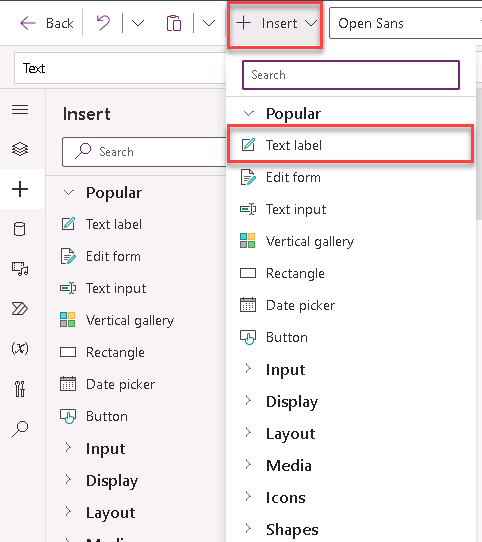 Back
Insert
Open Sans
Text
Insert
Search
Popular
Text label
Edit form
Text input
Vertical gallery
Rectangle
Date picker
Button
Input
Display
Layout
Search
Popular
Text label
Edit form
Text input
Vertical gallery
Rectangle
Date picker
Button
Input
Display
Layout
Media
Icons
Shapes